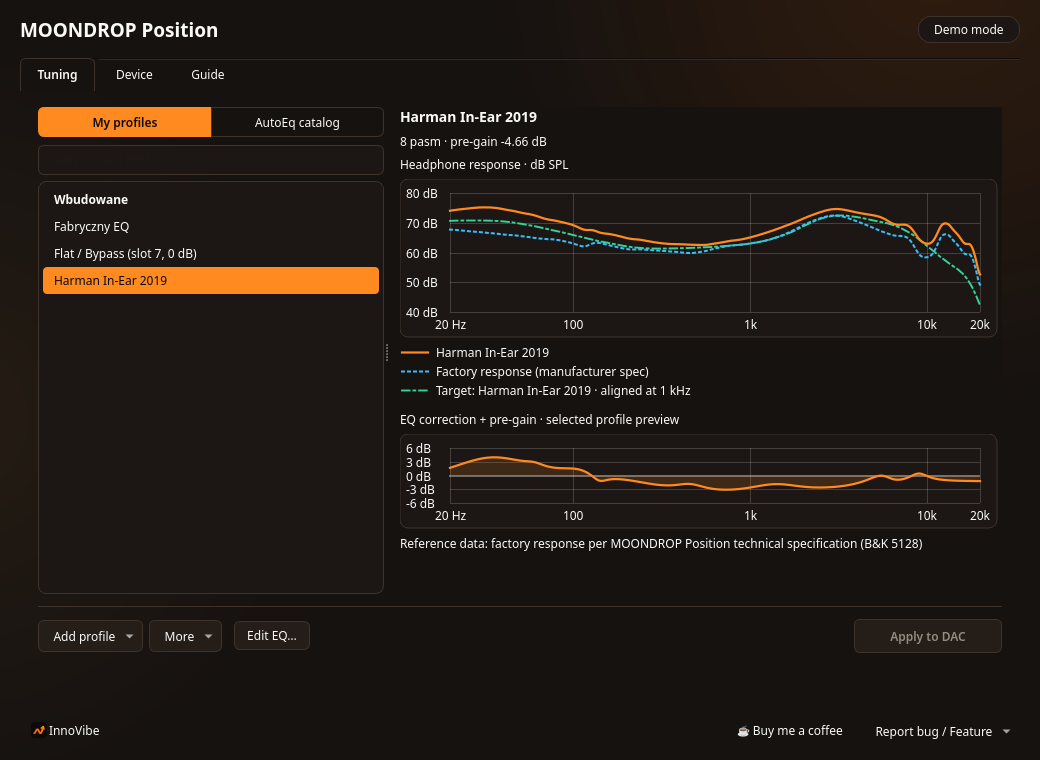 MOONDROP Position
Demo mode
Tuning
Device
Guide
My profiles
AutoEq catalog
Wbudowane
Fabryczny EQ
Flat / Bypass (slot 7, 0 dB)
Harman In-Ear 2019
Harman In-Ear 2019
8 pasm · pre-gain -4.66 dB
Headphone response · dB SPL
80 dB
70 dB
60 dB
50 dB
40 dB
20 Hz
100
1k
10k
20k
Harman In-Ear 2019
Factory response (manufacturer spec)
Target: Harman In-Ear 2019 · aligned at 1 kHz
EQ correction + pre-gain · selected profile preview
6 dB
3 dB
0 dB
-3 dB
-6 dB
20 Hz
100
1k
10k
20k
Reference data: factory response per MOONDROP Position technical specification (B&K 5128)
Add profile
More
Edit EQ...
Apply to DAC
InnoVibe
Buy me a coffee
Report bug / Feature